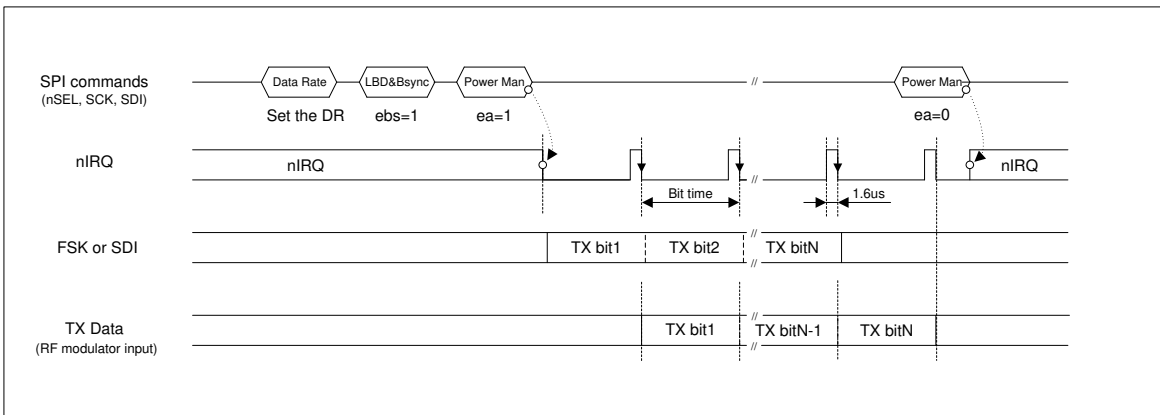 SPI commands
(nSEL, SCK, SDI)
Data Rate LBD&Bsync Power Man // Power Man
Set the DR ebs=1 ea=1 ea=0
nIRQ nIRQ // nIRQ
Bit time 1.6us
FSK or SDI TX bit1 TX bit2 // TX bitN //
TX Data
(RF modulator input)
TX bit1 // TX bitN-1 // TX bitN